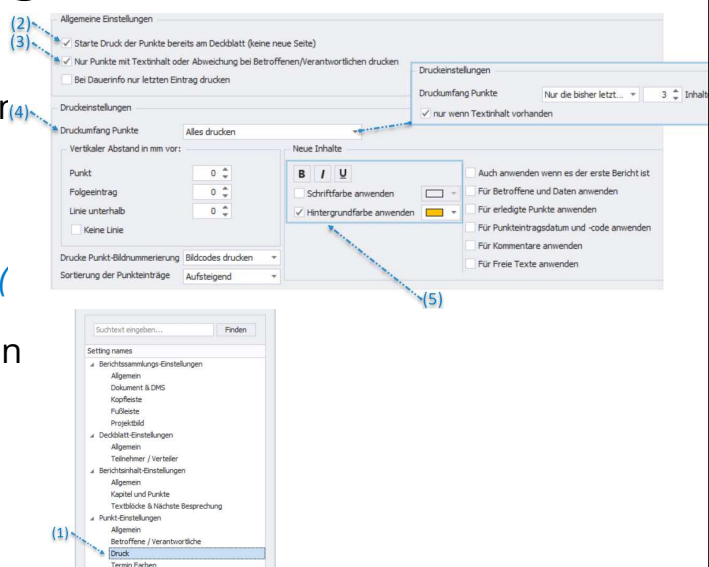 Allgemeine Einstellungen
(2)
Starte Druck der Punkte bereits am Deckblatt (keine neue Seite)
(3)
Nur Punkte mit Textinhalt oder Abweichung bei Betroffenen/Verantwortlichen drucken
Bei Dauerinfo nur letzten Eintrag drucken
Druckeinstellungen
Druckumfang Punkte Nur die bisher letzt... 3 Inhalte
nur wenn Textinhalt vorhanden
Druckeinstellungen
(4)
Druckumfang Punkte Alles drucken
Vertikaler Abstand in mm vor:
Punkt 0
Folgeeintrag 0
Linie unterhalb 0
Keine Linie
Drucke Punkt-Bildnummerierung Bildcodes drucken
Sortierung der Punkteinträge Aufsteigend
Neue Inhalte
B I U
Schriftfarbe anwenden
Hintergrundfarbe anwenden
Auch anwenden wenn es der erste Bericht ist
Für Betroffene und Daten anwenden
Für erledigte Punkte anwenden
Für Punkteintragsdatum und -code anwenden
Für Kommentare anwenden
Für Freie Texte anwenden
(5)
(
n
Suchtext eingeben... Finden
Setting names
Berichtssammlungs-Einstellungen
Allgemein
Dokument & DMS
Kopfleiste
Fußleiste
Projektbild
Deckblatt-Einstellungen
Allgemein
Teilnehmer / Verteiler
Berichtsinhalt-Einstellungen
Allgemein
Kapitel und Punkte
Textblöcke & Nächste Besprechung
Punkt-Einstellungen
Allgemein
Betroffene / Verantwortliche
(1)
Druck
Termin Farben